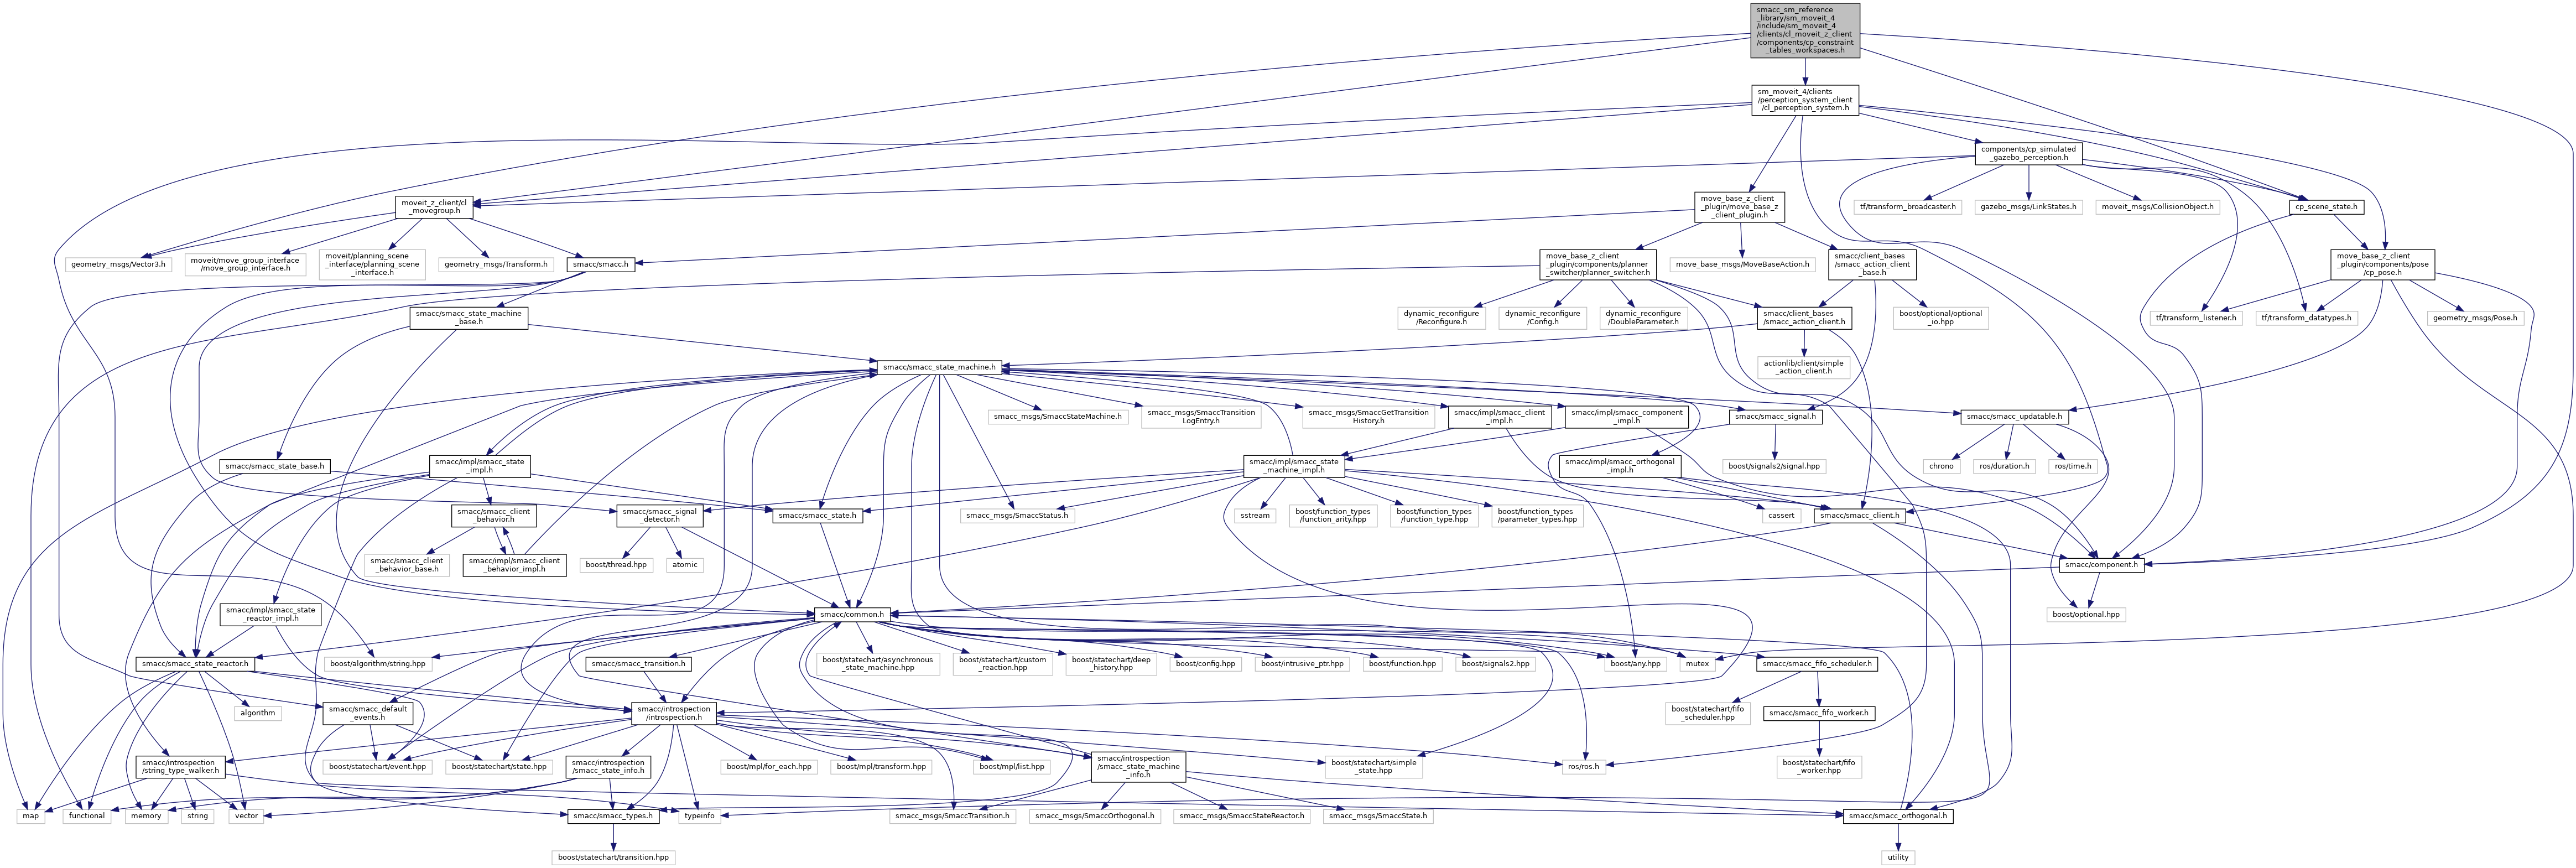 smacc_sm_reference
_library/sm_moveit_4
/include/sm_moveit_4
/clients/cl_moveit_z_client
/components/cp_constraint
_tables_workspaces.h
sm_moveit_4/clients
/perception_system_client
/cl_perception_system.h
components/cp_simulated
_gazebo_perception.h
moveit_z_client/cl
_movegroup.h
move_base_z_client
_plugin/move_base_z
_client_plugin.h
tf/transform_broadcaster.h
gazebo_msgs/LinkStates.h
moveit_msgs/CollisionObject.h
cp_scene_state.h
geometry_msgs/Vector3.h
moveit/move_group_interface
/move_group_interface.h
moveit/planning_scene
_interface/planning_scene
_interface.h
geometry_msgs/Transform.h
smacc/smacc.h
move_base_z_client
_plugin/components/planner
_switcher/planner_switcher.h
move_base_msgs/MoveBaseAction.h
smacc/client_bases
/smacc_action_client
_base.h
move_base_z_client
_plugin/components/pose
/cp_pose.h
smacc/smacc_state_machine
_base.h
dynamic_reconfigure
/Reconfigure.h
dynamic_reconfigure
/Config.h
dynamic_reconfigure
/DoubleParameter.h
smacc/client_bases
/smacc_action_client.h
boost/optional/optional
_io.hpp
tf/transform_listener.h
tf/transform_datatypes.h
geometry_msgs/Pose.h
smacc/smacc_state_machine.h
actionlib/client/simple
_action_client.h
smacc_msgs/SmaccStateMachine.h
smacc_msgs/SmaccTransition
LogEntry.h
smacc_msgs/SmaccGetTransition
History.h
smacc/impl/smacc_client
_impl.h
smacc/impl/smacc_component
_impl.h
smacc/smacc_signal.h
smacc/smacc_updatable.h
smacc/smacc_state_base.h
smacc/impl/smacc_state
_impl.h
smacc/impl/smacc_state
_machine_impl.h
smacc/impl/smacc_orthogonal
_impl.h
boost/signals2/signal.hpp
chrono
ros/duration.h
ros/time.h
smacc/smacc_client
_behavior.h
smacc/smacc_signal
_detector.h
smacc/smacc_state.h
smacc_msgs/SmaccStatus.h
sstream
boost/function_types
/function_arity.hpp
boost/function_types
/function_type.hpp
boost/function_types
/parameter_types.hpp
cassert
smacc/smacc_client.h
smacc/smacc_client
_behavior_base.h
smacc/impl/smacc_client
_behavior_impl.h
boost/thread.hpp
atomic
smacc/component.h
smacc/impl/smacc_state
_reactor_impl.h
smacc/common.h
boost/optional.hpp
smacc/smacc_state_reactor.h
boost/algorithm/string.hpp
smacc/smacc_transition.h
boost/statechart/asynchronous
_state_machine.hpp
boost/statechart/custom
_reaction.hpp
boost/statechart/deep
_history.hpp
boost/config.hpp
boost/intrusive_ptr.hpp
boost/function.hpp
boost/signals2.hpp
boost/any.hpp
mutex
smacc/smacc_fifo_scheduler.h
algorithm
smacc/smacc_default
_events.h
smacc/introspection
/introspection.h
boost/statechart/fifo
_scheduler.hpp
smacc/smacc_fifo_worker.h
smacc/introspection
/string_type_walker.h
boost/statechart/event.hpp
boost/statechart/state.hpp
smacc/introspection
/smacc_state_info.h
boost/mpl/for_each.hpp
boost/mpl/transform.hpp
boost/mpl/list.hpp
smacc/introspection
/smacc_state_machine
_info.h
boost/statechart/simple
_state.hpp
ros/ros.h
boost/statechart/fifo
_worker.hpp
map
functional
memory
string
vector
smacc/smacc_types.h
typeinfo
smacc_msgs/SmaccTransition.h
smacc_msgs/SmaccOrthogonal.h
smacc_msgs/SmaccStateReactor.h
smacc_msgs/SmaccState.h
smacc/smacc_orthogonal.h
boost/statechart/transition.hpp
utility